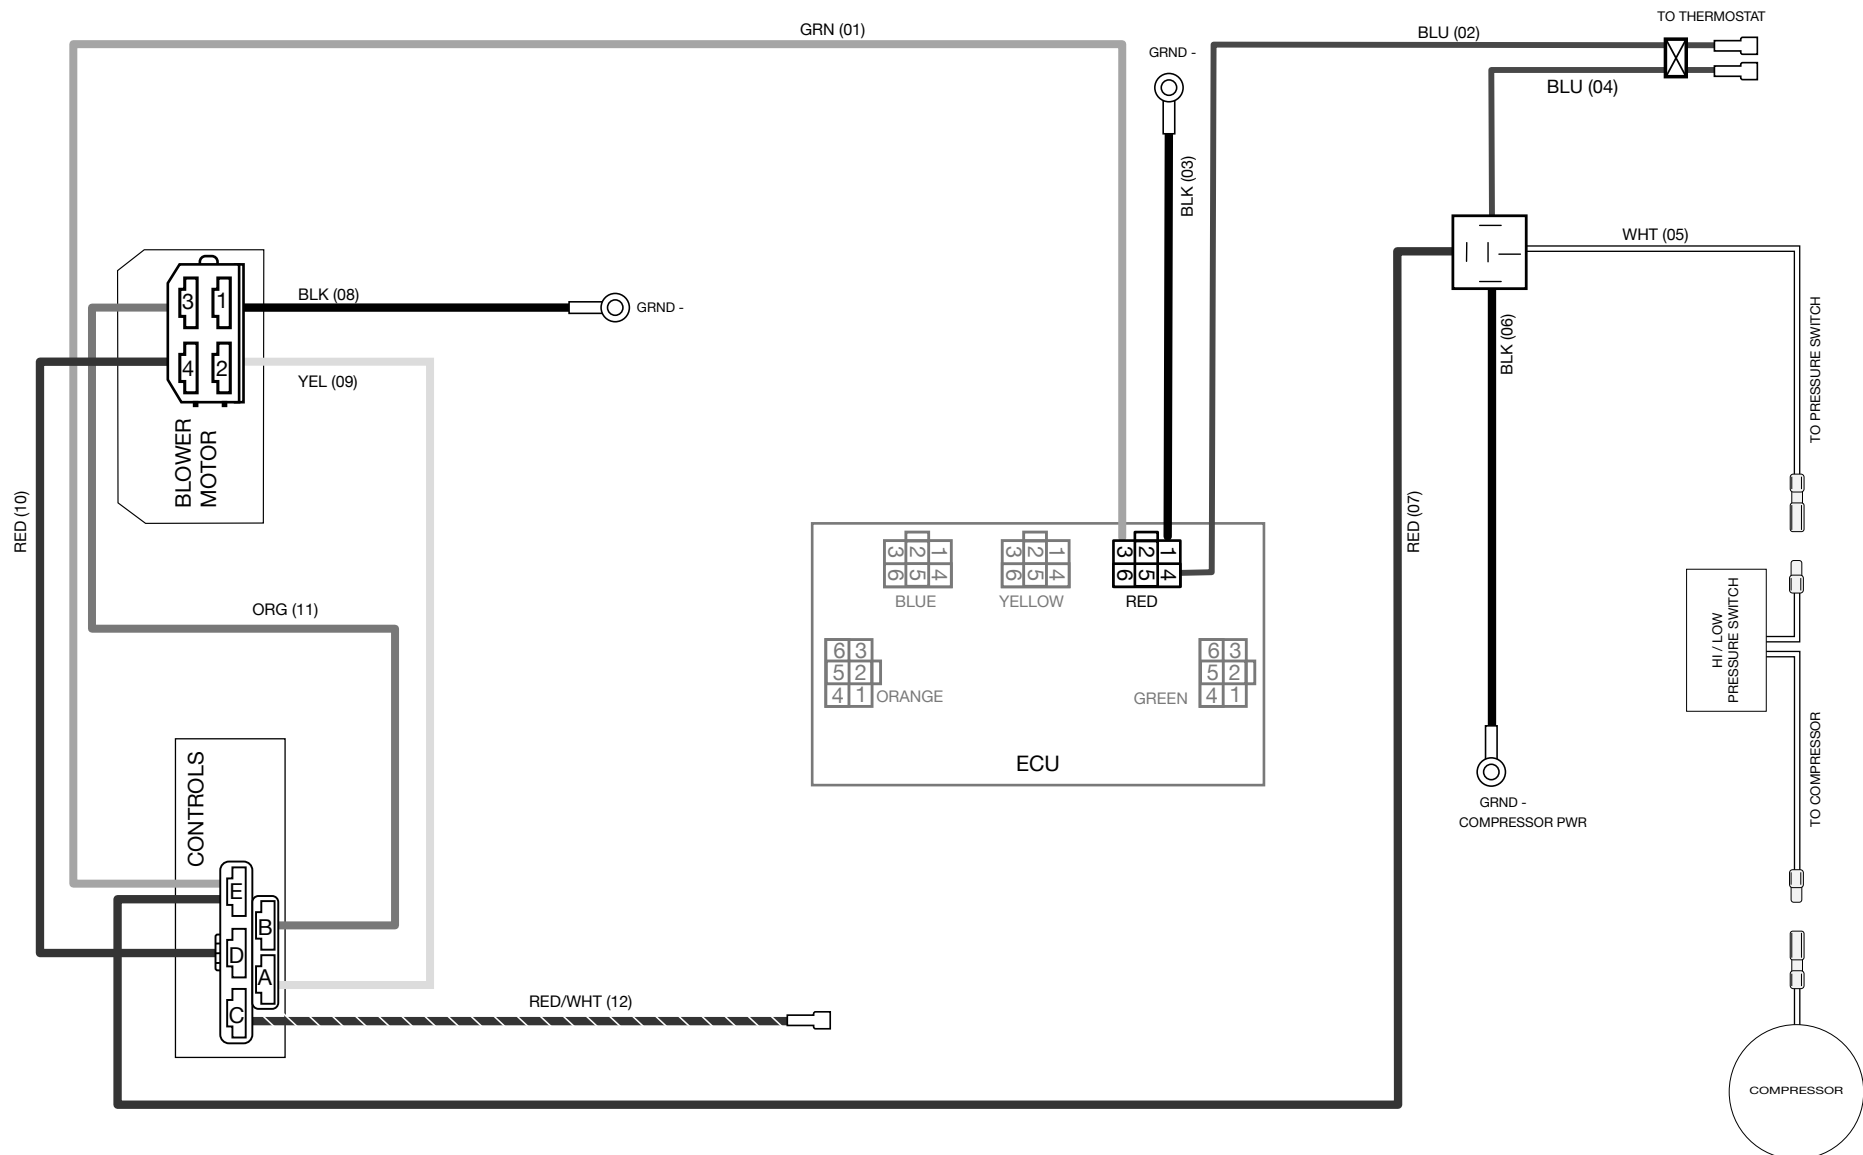 TO THERMOSTAT
GRN (01)
BLU (02)
GRND -
BLU (04)
BLK (03)
WHT (05)
3 1
4 2
BLOWER
MOTOR
BLK (08)
GRND -
YEL (09)
RED (10)
ORG (11)
TO PRESSURE SWITCH
BLK (06)
RED (07)
3 2 1
6 5 4
BLUE
3 2 1
6 5 4
YELLOW
3 2 1
6 5 4
RED
6 3
5 2
4 1
ORANGE
6 3
5 2
4 1
GREEN
ECU
HI / LOW
PRESSURE SWITCH
TO COMPRESSOR
GRND -
COMPRESSOR PWR
CONTROLS
E
B
D
A
C
RED/WHT (12)
COMPRESSOR